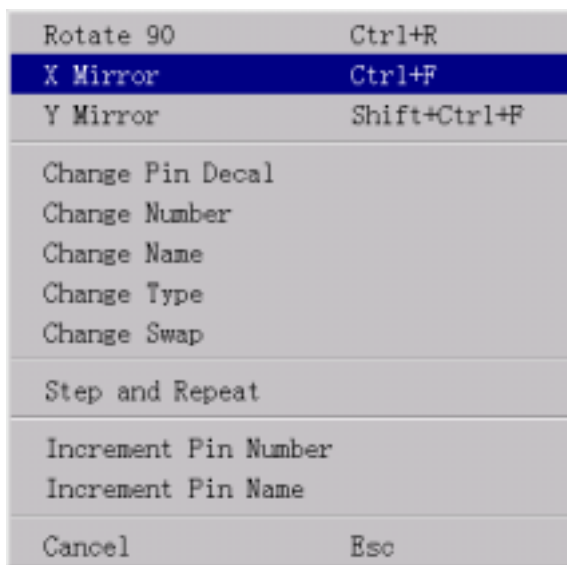 Rotate 90 Ctrl+R
X Mirror Ctrl+F
Y Mirror Shift+Ctrl+F
Change Pin Decal
Change Number
Change Name
Change Type
Change Swap
Step and Repeat
Increment Pin Number
Increment Pin Name
Cancel Esc